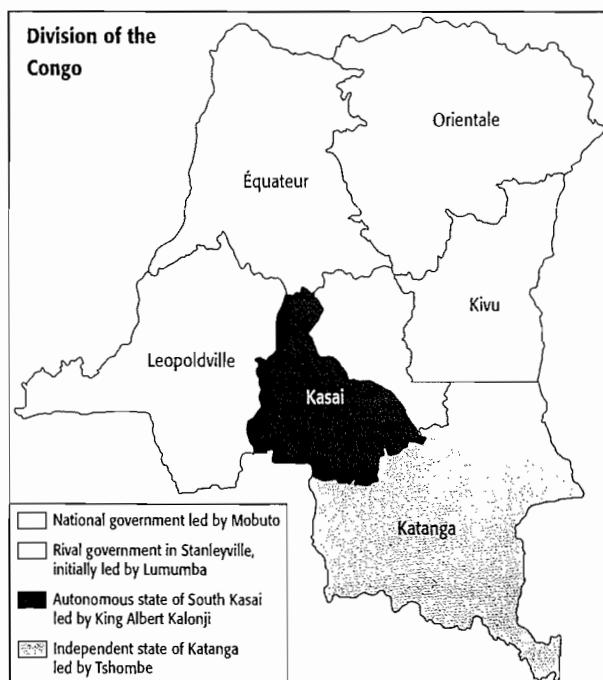 Division of the
Congo
Orientale
Équateur
Kivu
Leopoldville
Kasai
Katanga
National government led by Mobuto
Rival government in Stanleyville,
initially led by Lumumba
Autonomous state of South Kasai
led by King Albert Kalonji
Independent state of Katanga
led by Tshombe